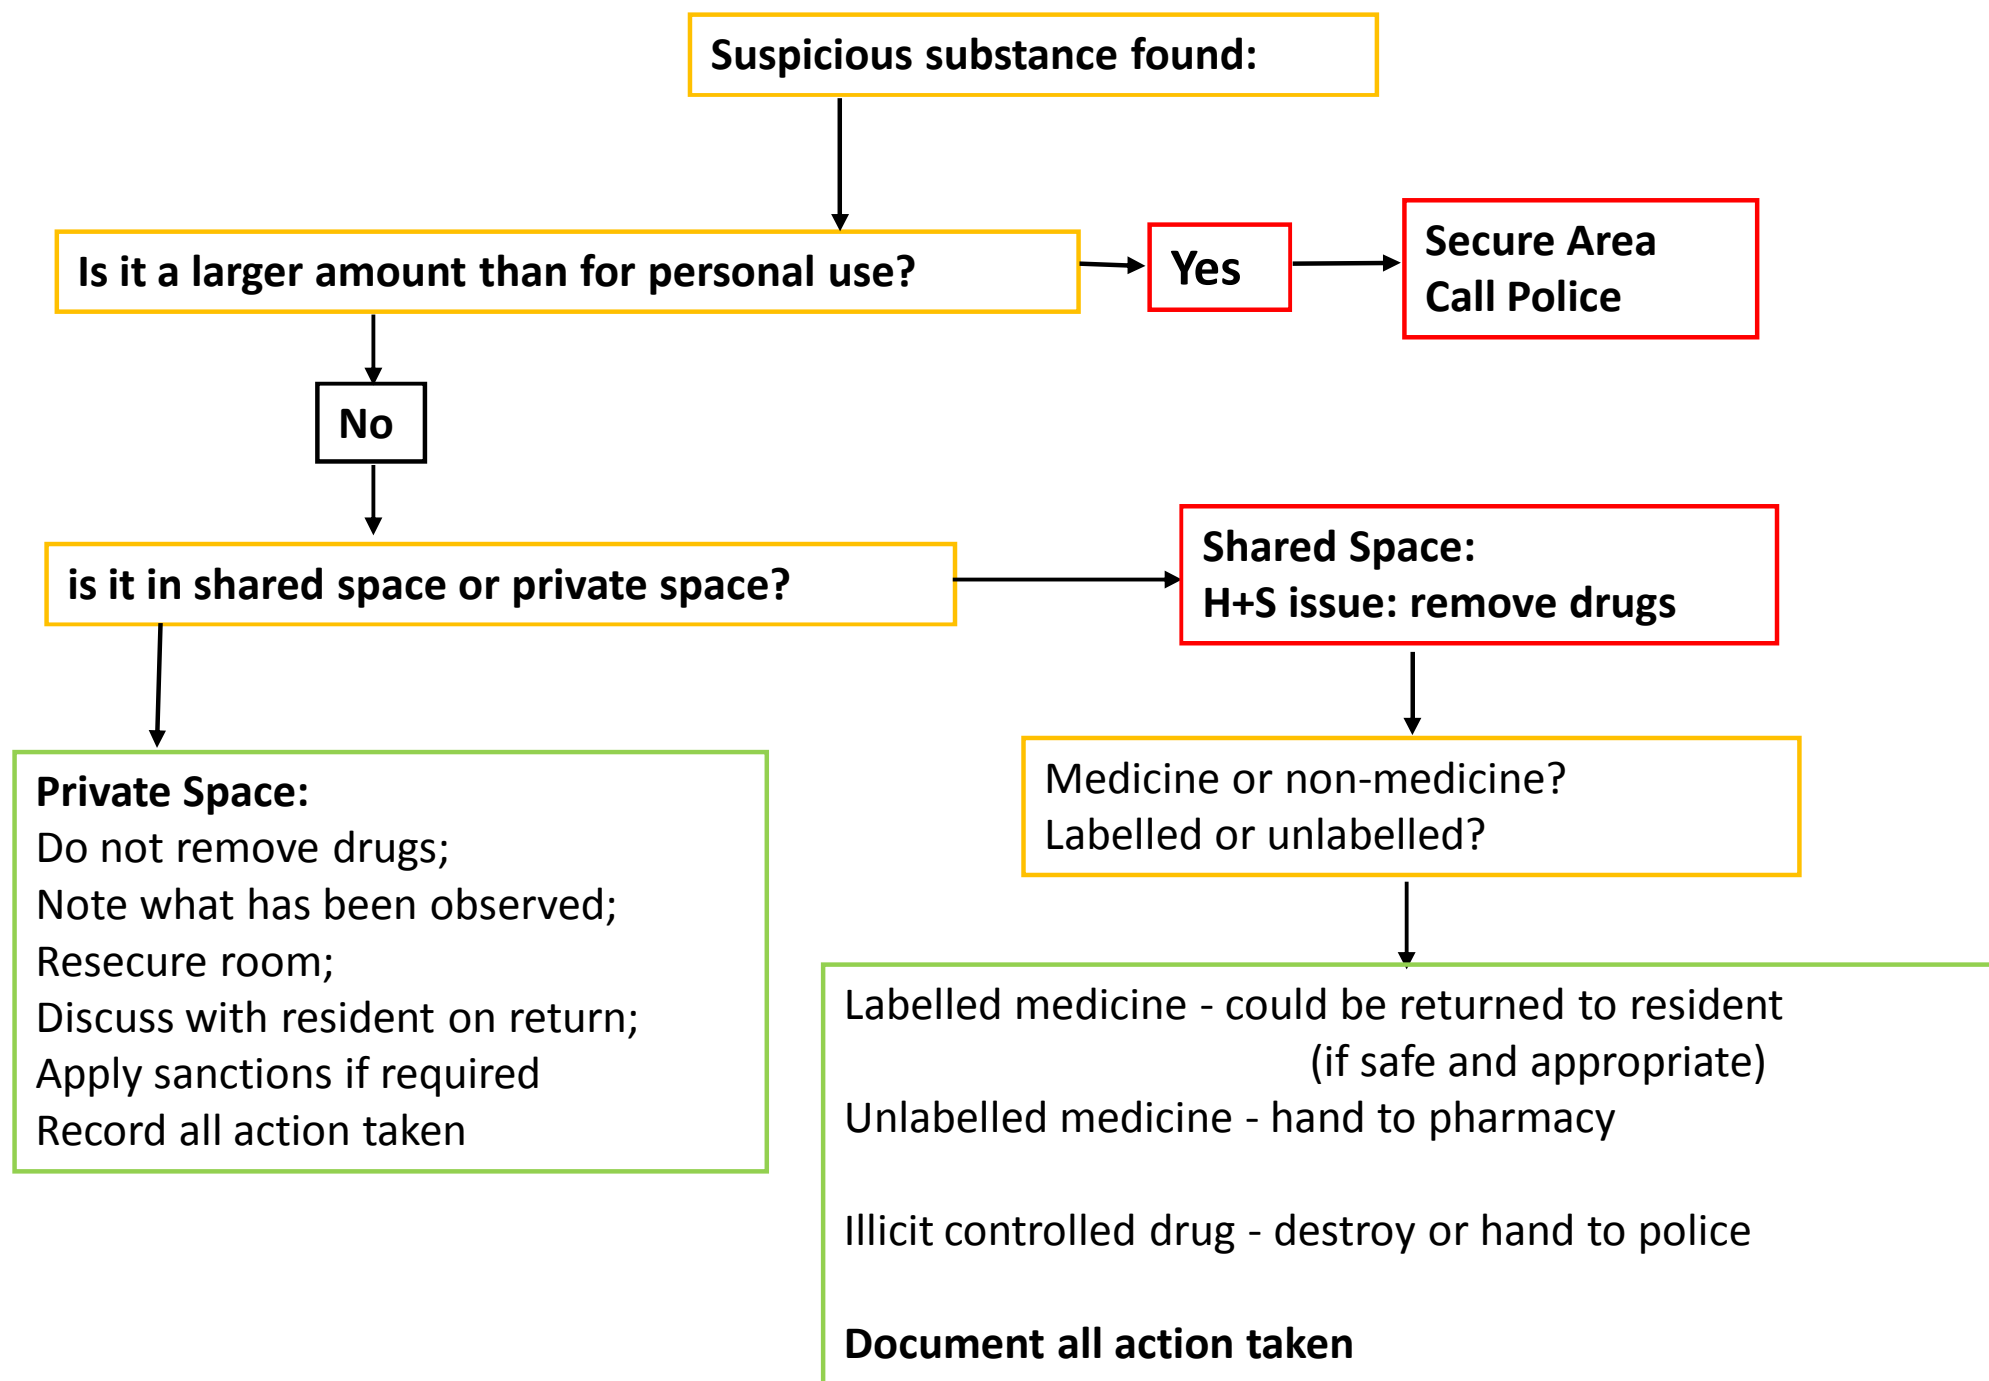 Suspicious substance found:
Is it a larger amount than for personal use?
Yes
Secure Area
Call Police
No
is it in shared space or private space?
Shared Space:
H+S issue: remove drugs
Private Space:
Do not remove drugs;
Note what has been observed;
Resecure room;
Discuss with resident on return;
Apply sanctions if required
Record all action taken
Medicine or non-medicine?
Labelled or unlabelled?
Labelled medicine - could be returned to resident
(if safe and appropriate)
Unlabelled medicine - hand to pharmacy
Illicit controlled drug - destroy or hand to police
Document all action taken